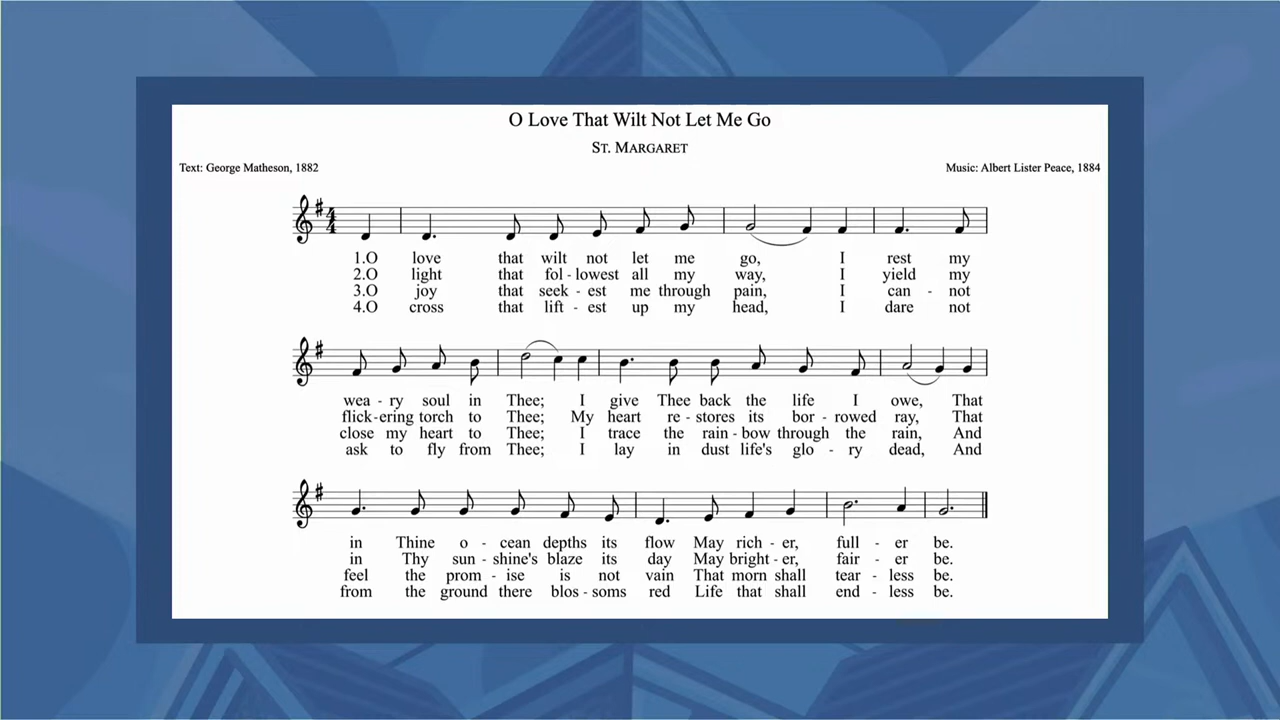 O Love That Wilt Not Let Me Go
ST. MARGARET
Text: George Matheson, 1882
Music: Albert Lister Peace, 1884
4
4
1.O love that wilt not let me go, I rest my
2.O light that fol - lowest all my way, I yield my
3.O joy that seek - est me through pain, I can - not
4.O cross that lift - est up my head, I dare not
wea - ry soul in Thee; I give Thee back the life I owe, That
flick-ering torch to Thee; My heart re - stores its bor - rowed ray, That
close my heart to Thee; I trace the rain - bow through the rain, And
ask to fly from Thee; I lay in dust life's glo - ry dead, And
in Thine o - cean depths its flow May rich - er, full - er be.
in Thy sun - shine's blaze its day May bright - er, fair - er be.
feel the prom - ise is not vain That morn shall tear - less be.
from the ground there blos - soms red Life that shall end - less be.